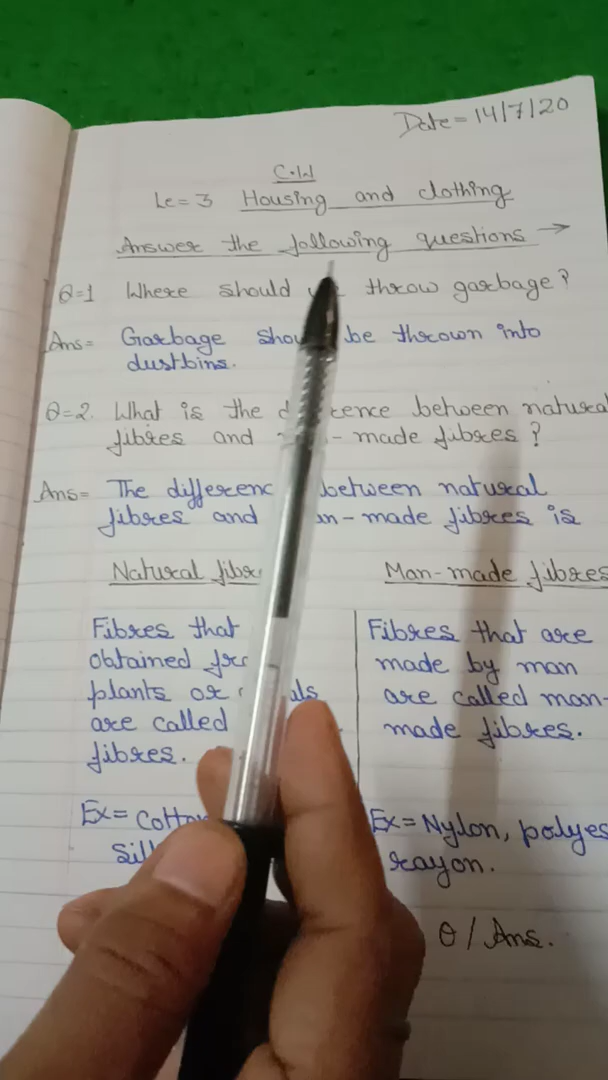 Date = 14/7/20
C.W
Le = 3 Housing and clothing
Answer the following questions →
Q=1 Where should throw garbage?
Ans= Garbage be thrown into
dustbins.
Q=2. What is the between natural
fibres and - made fibres ?
Ans= The between natural
fibres and - made fibres is
Natural Man-made fibres
Fibres that
obtained
plants or
are called
fibres.
Ex=
Fibres that are
made by man
are called man-
made fibres.
Ex= Nylon,
rayon.
Q / Ans.